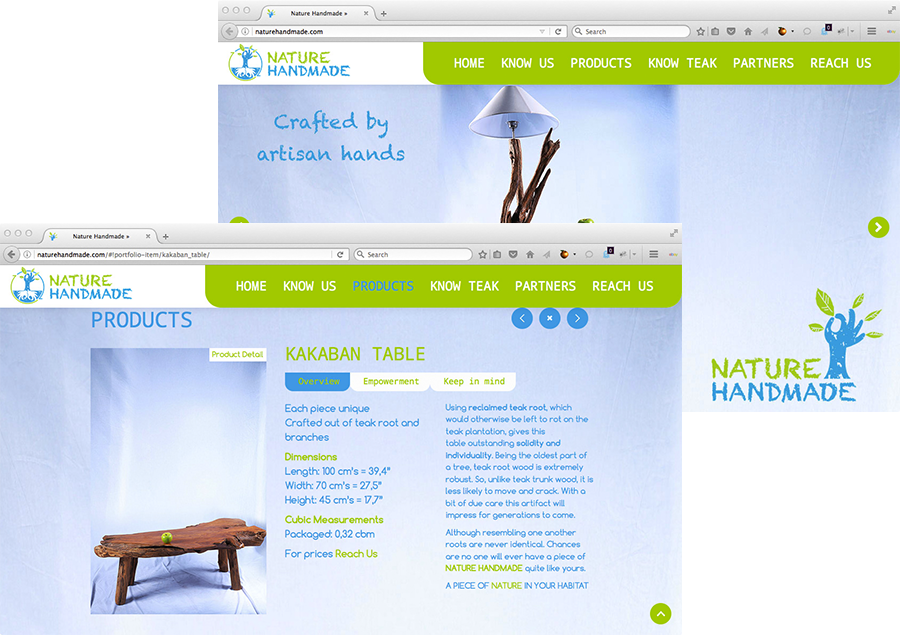 Nature Handmade »
naturehandmade.com
Search
NATURE
HANDMADE
HOME KNOW US PRODUCTS KNOW TEAK PARTNERS REACH US
Crafted by
artisan hands
NATURE
HANDMADE
Nature Handmade »
naturehandmade.com/#!portfolio-item/kakaban_table/
Search
NATURE
HANDMADE
HOME KNOW US PRODUCTS KNOW TEAK PARTNERS REACH US
PRODUCTS
Product Detail
KAKABAN TABLE
Overview Empowerment Keep in mind
Each piece unique
Crafted out of teak root and
branches
Dimensions
Length: 100 cm's = 39,4"
Width: 70 cm's = 27,5"
Height: 45 cm's = 17,7"
Cubic Measurements
Packaged: 0,32 cbm
For prices Reach Us
Using reclaimed teak root, which
would otherwise be left to rot on the
teak plantation, gives this
table outstanding solidity and
individuality. Being the oldest part of
a tree, teak root wood is extremely
robust. So, unlike teak trunk wood, it is
less likely to move and crack. With a
bit of due care this artifact will
impress for generations to come.
Although resembling one another
roots are never identical. Chances
are no one will ever have a piece of
NATURE HANDMADE quite like yours.
A PIECE OF NATURE IN YOUR HABITAT